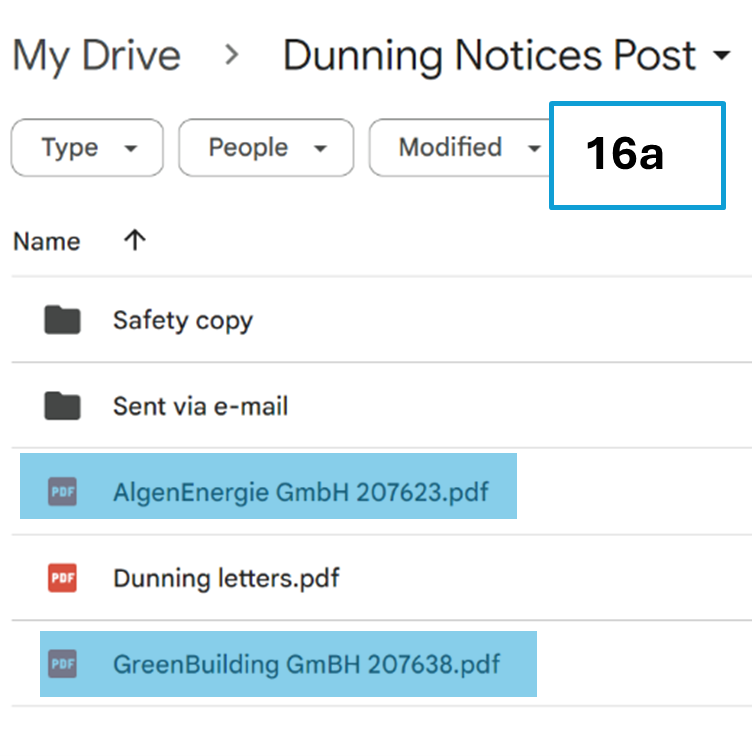 My Drive > Dunning Notices Post
Type People Modified
16a
Name
Safety copy
Sent via e-mail
PDF AlgenEnergie GmbH 207623.pdf
PDF Dunning letters.pdf
PDF GreenBuilding GmBH 207638.pdf